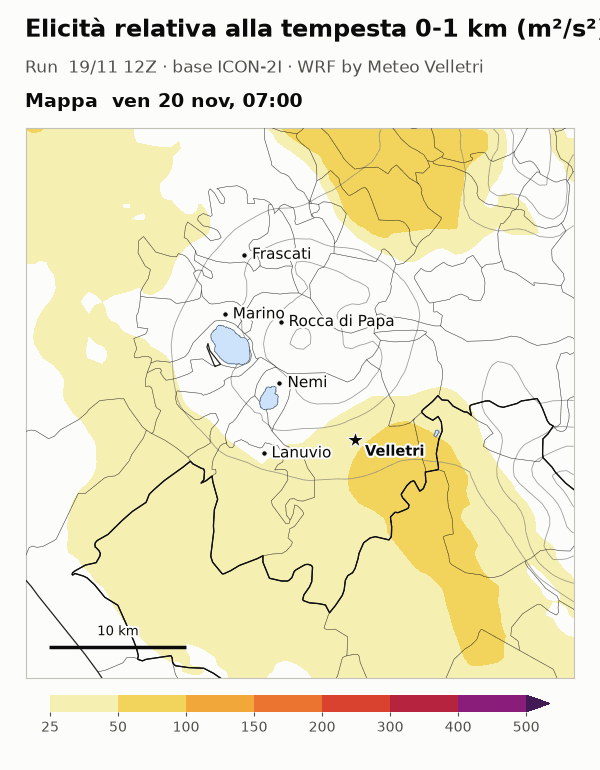 Elicità relativa alla tempesta 0-1 km (m²/s²)
Run  19/11 12Z · base ICON-2I · WRF by Meteo Velletri
Mappa  ven 20 nov, 07:00
Frascati
Marino
Rocca di Papa
Nemi
Lanuvio
Velletri
10 km
25 50 100 150 200 300 400 500